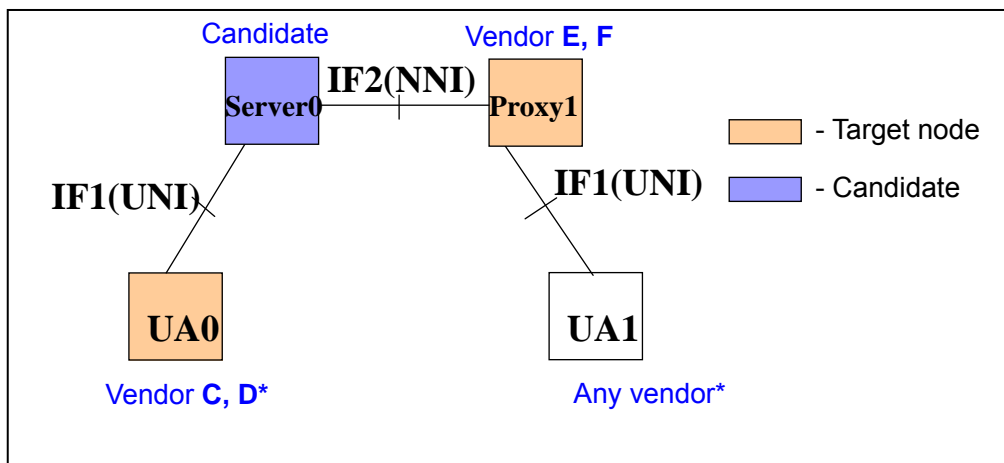 Candidate
Vendor E, F
IF2(NNI)
Server0
Proxy1
- Target node
IF1(UNI)
IF1(UNI)
- Candidate
UA0
UA1
Vendor C, D*
Any vendor*